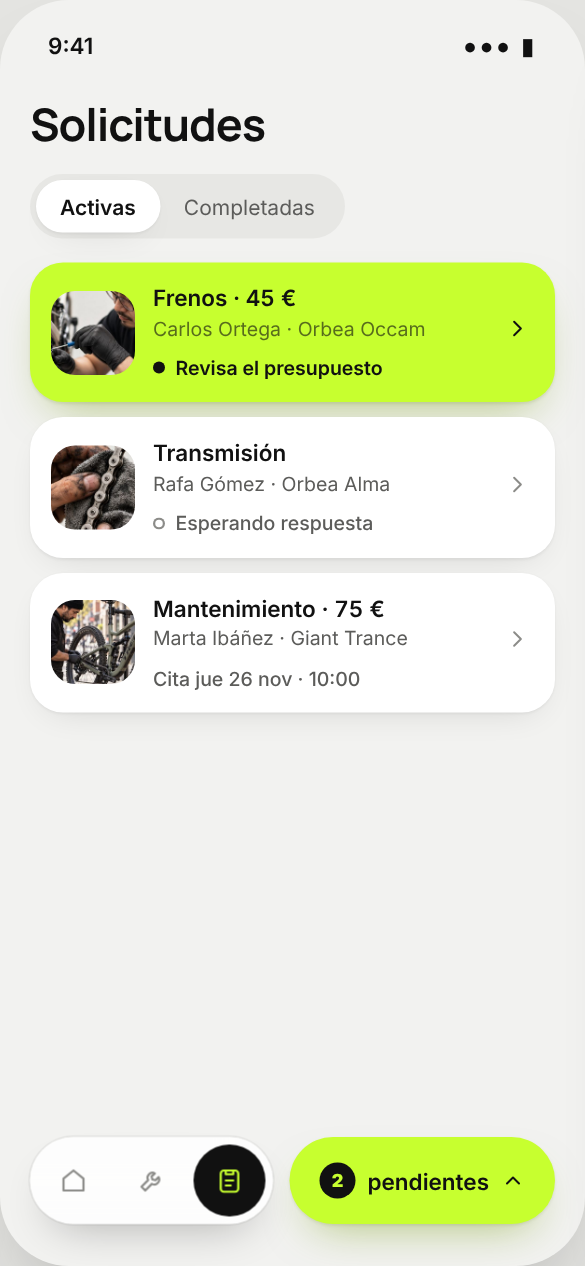 9:41
Solicitudes
Activas
Completadas
Frenos · 45 €
Carlos Ortega · Orbea Occam
Revisa el presupuesto
Transmisión
Rafa Gómez · Orbea Alma
Esperando respuesta
Mantenimiento · 75 €
Marta Ibáñez · Giant Trance
Cita jue 26 nov · 10:00
2 pendientes